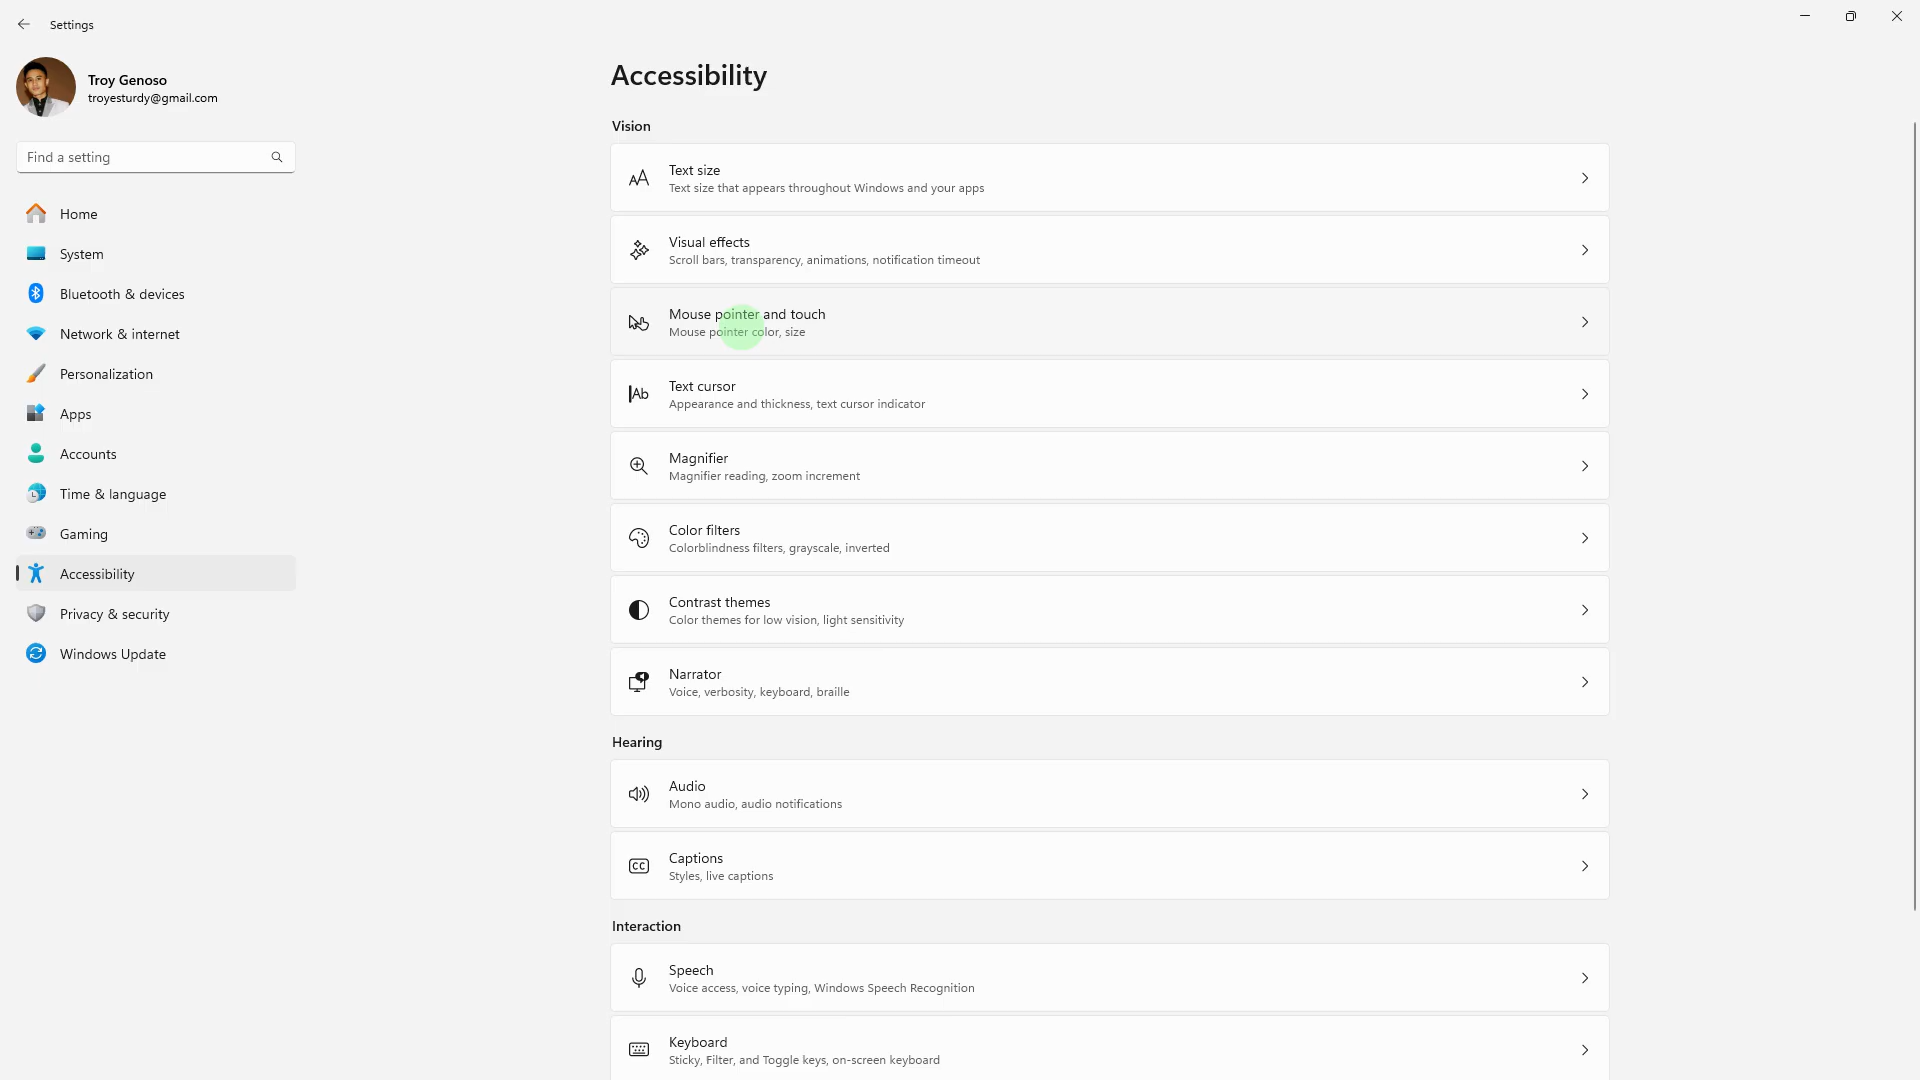 Settings
Troy Genoso
troyesturdy@gmail.com
Find a setting
Home
System
Bluetooth & devices
Network & internet
Personalization
Apps
Accounts
Time & language
Gaming
Accessibility
Privacy & security
Windows Update
Accessibility
Vision
AA
Text size
Text size that appears throughout Windows and your apps
Visual effects
Scroll bars, transparency, animations, notification timeout
Mouse pointer and touch
Mouse pointer color, size
Ab
Text cursor
Appearance and thickness, text cursor indicator
Magnifier
Magnifier reading, zoom increment
Color filters
Colorblindness filters, grayscale, inverted
Contrast themes
Color themes for low vision, light sensitivity
Narrator
Voice, verbosity, keyboard, braille
Hearing
Audio
Mono audio, audio notifications
CC
Captions
Styles, live captions
Interaction
Speech
Voice access, voice typing, Windows Speech Recognition
Keyboard
Sticky, Filter, and Toggle keys, on-screen keyboard